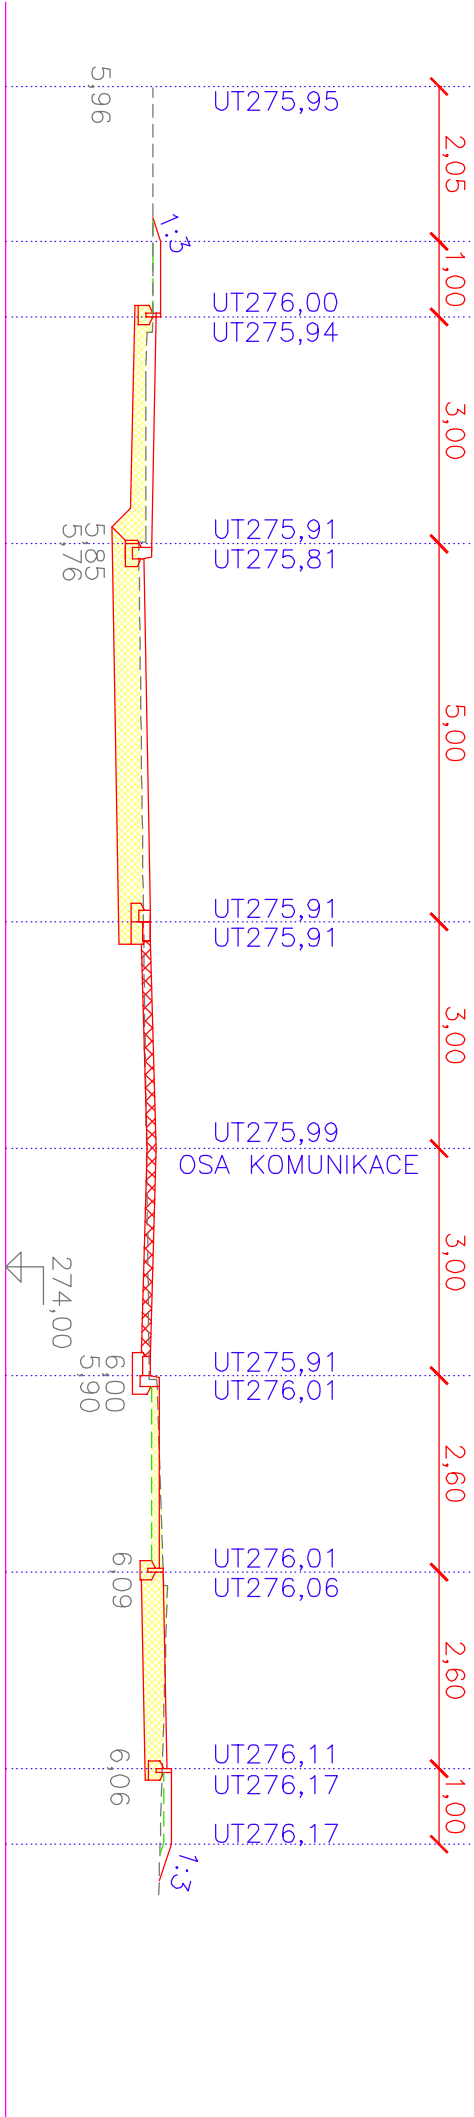 5,96
UT275,95
2,05
1:3
1,00
UT276,00
UT275,94
3,00
UT275,91
UT275,81
5,85
5,76
5,00
UT275,91
UT275,91
3,00
UT275,99
OSA KOMUNIKACE
3,00
274,00
UT275,91
UT276,01
6,00
5,90
2,60
UT276,01
UT276,06
6,09
2,60
UT276,11
UT276,17
6,06
1,00
UT276,17
1:3